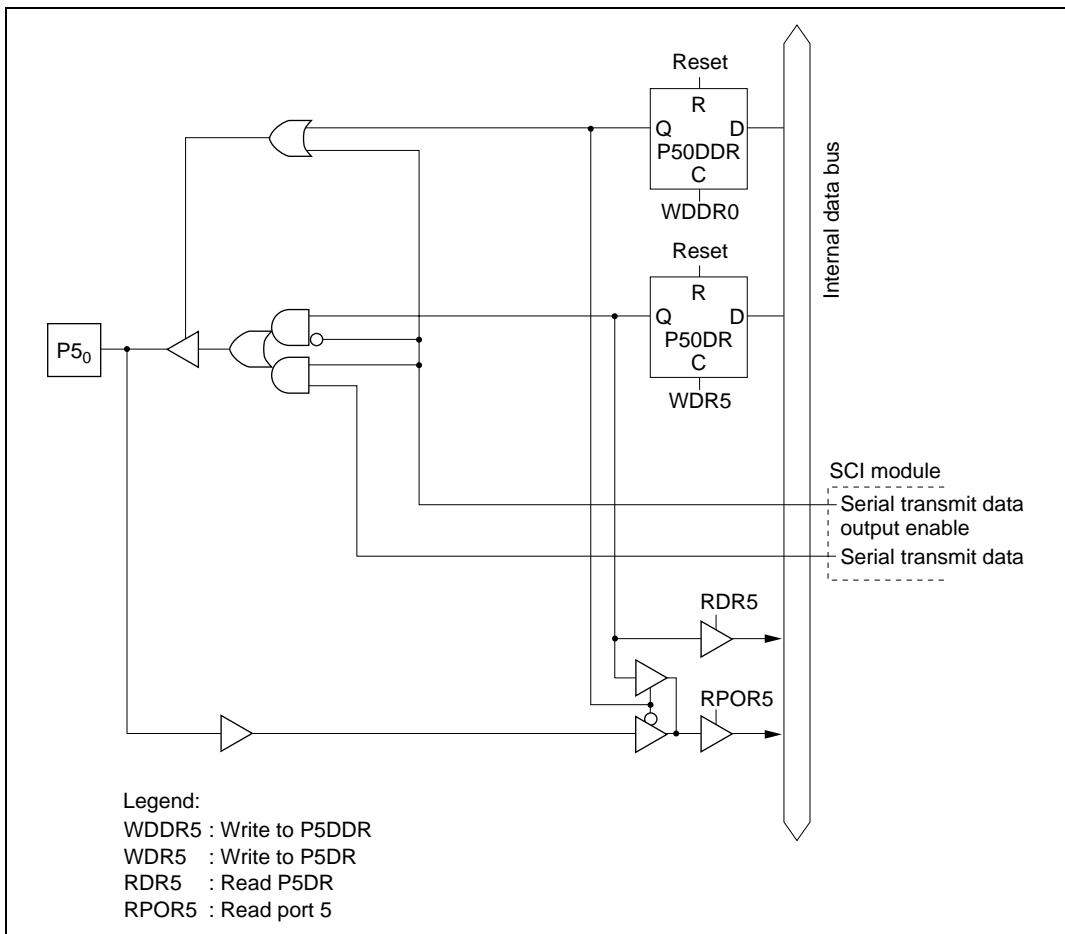 Reset
R
Q D
P50DDR
C
WDDR0
Reset
R
Q D
P50DR
C
WDR5
Internal data bus
P5₀
SCI module
Serial transmit data
output enable
Serial transmit data
RDR5
RPOR5
Legend:
WDDR5 : Write to P5DDR
WDR5 : Write to P5DR
RDR5 : Read P5DR
RPOR5 : Read port 5